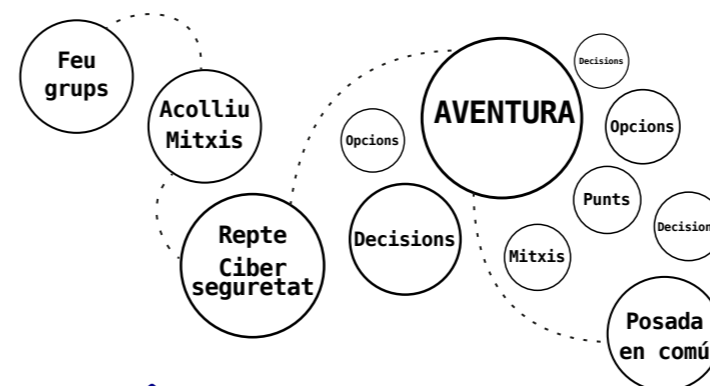 Feu
grups
Acolliu
Mitxis
Repte
Ciber
seguretat
Opcions
Decisions
AVENTURA
Decisions
Opcions
Punts
Decision
Mitxis
Posada
en comú